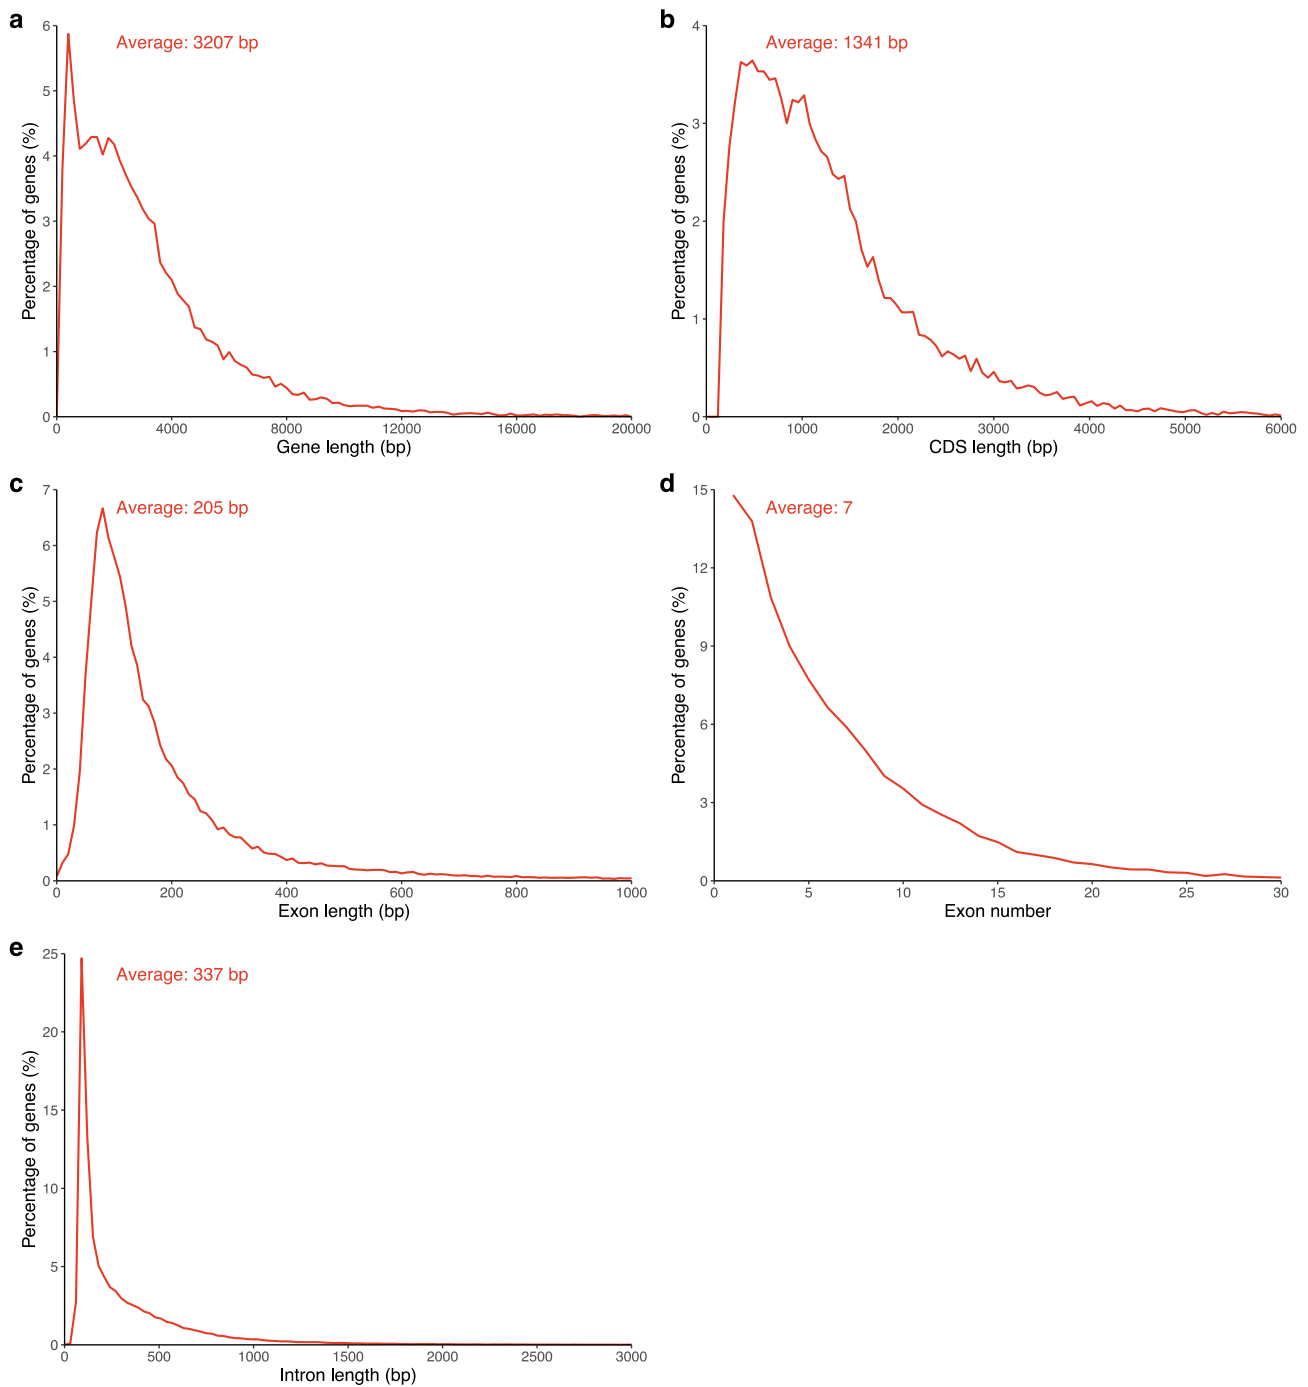 a
Average: 3207 bp
Percentage of genes (%)
6
5
4
3
2
1
0
0 4000 8000 12000 16000 20000
Gene length (bp)
b
Average: 1341 bp
Percentage of genes (%)
4
3
2
1
0
0 1000 2000 3000 4000 5000 6000
CDS length (bp)
c
Average: 205 bp
Percentage of genes (%)
7
6
5
4
3
2
1
0
0 200 400 600 800 1000
Exon length (bp)
d
Average: 7
Percentage of genes (%)
15
12
9
6
3
0
0 5 10 15 20 25 30
Exon number
e
Average: 337 bp
Percentage of genes (%)
25
20
15
10
5
0
0 500 1000 1500 2000 2500 3000
Intron length (bp)